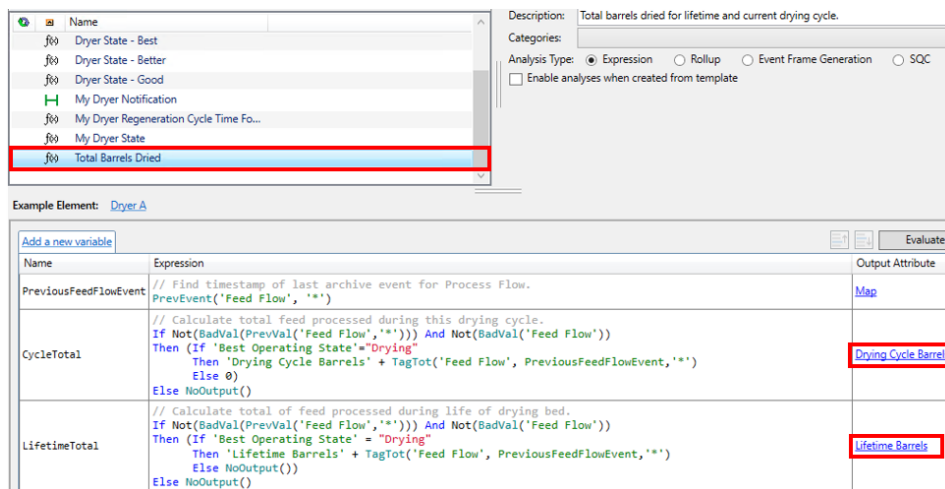 Name
Dryer State - Best
Dryer State - Better
Dryer State - Good
My Dryer Notification
My Dryer Regeneration Cycle Time Fo...
My Dryer State
Total Barrels Dried
Description: Total barrels dried for lifetime and current drying cycle.
Categories:
Analysis Type: Expression Rollup Event Frame Generation SQC
Enable analyses when created from template
Example Element: Dryer A
Add a new variable
Evaluate
Name Expression Output Attribute
PreviousFeedFlowEvent
// Find timestamp of last archive event for Process Flow.
PrevEvent('Feed Flow', '*')
Map
CycleTotal
// Calculate total feed processed during this drying cycle.
If Not(BadVal(PrevVal('Feed Flow','*'))) And Not(BadVal('Feed Flow'))
Then (If 'Best Operating State'="Drying"
Then 'Drying Cycle Barrels' + TagTot('Feed Flow', PreviousFeedFlowEvent,'*')
Else 0)
Else NoOutput()
Drying Cycle Barrel
LifetimeTotal
// Calculate total of feed processed during life of drying bed.
If Not(BadVal(PrevVal('Feed Flow','*'))) And Not(BadVal('Feed Flow'))
Then (If 'Best Operating State' = "Drying"
Then 'Lifetime Barrels' + TagTot('Feed Flow', PreviousFeedFlowEvent,'*')
Else NoOutput())
Else NoOutput()
Lifetime Barrels